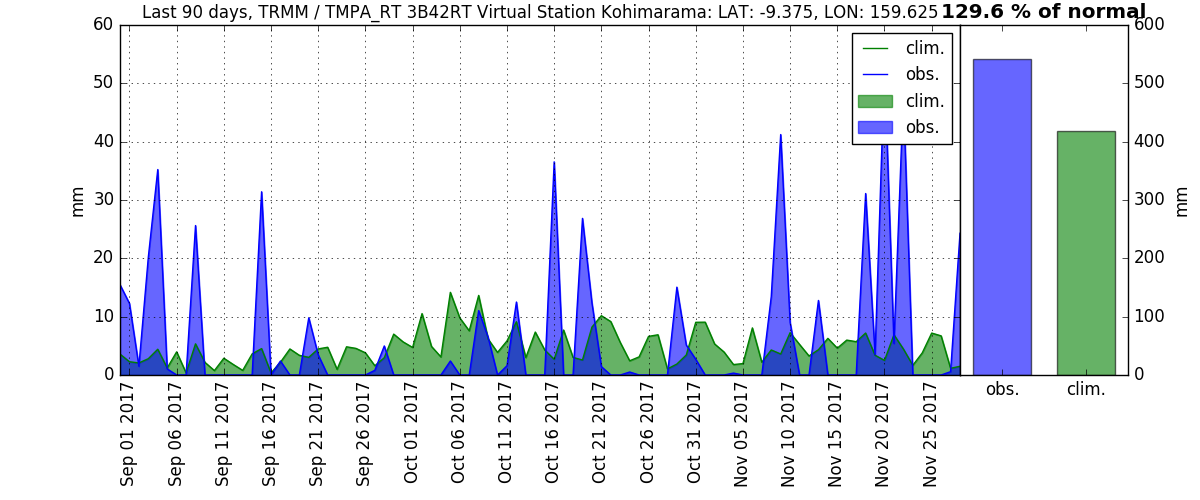 Last 90 days, TRMM / TMPA_RT 3B42RT Virtual Station Kohimarama: LAT: -9.375, LON: 159.625 129.6 % of normal
60
50
40
30
20
10
0
mm
clim.
obs.
clim.
obs.
600
500
400
300
200
100
0
mm
obs. clim.
Sep 01 2017
Sep 06 2017
Sep 11 2017
Sep 16 2017
Sep 21 2017
Sep 26 2017
Oct 01 2017
Oct 06 2017
Oct 11 2017
Oct 16 2017
Oct 21 2017
Oct 26 2017
Oct 31 2017
Nov 05 2017
Nov 10 2017
Nov 15 2017
Nov 20 2017
Nov 25 2017